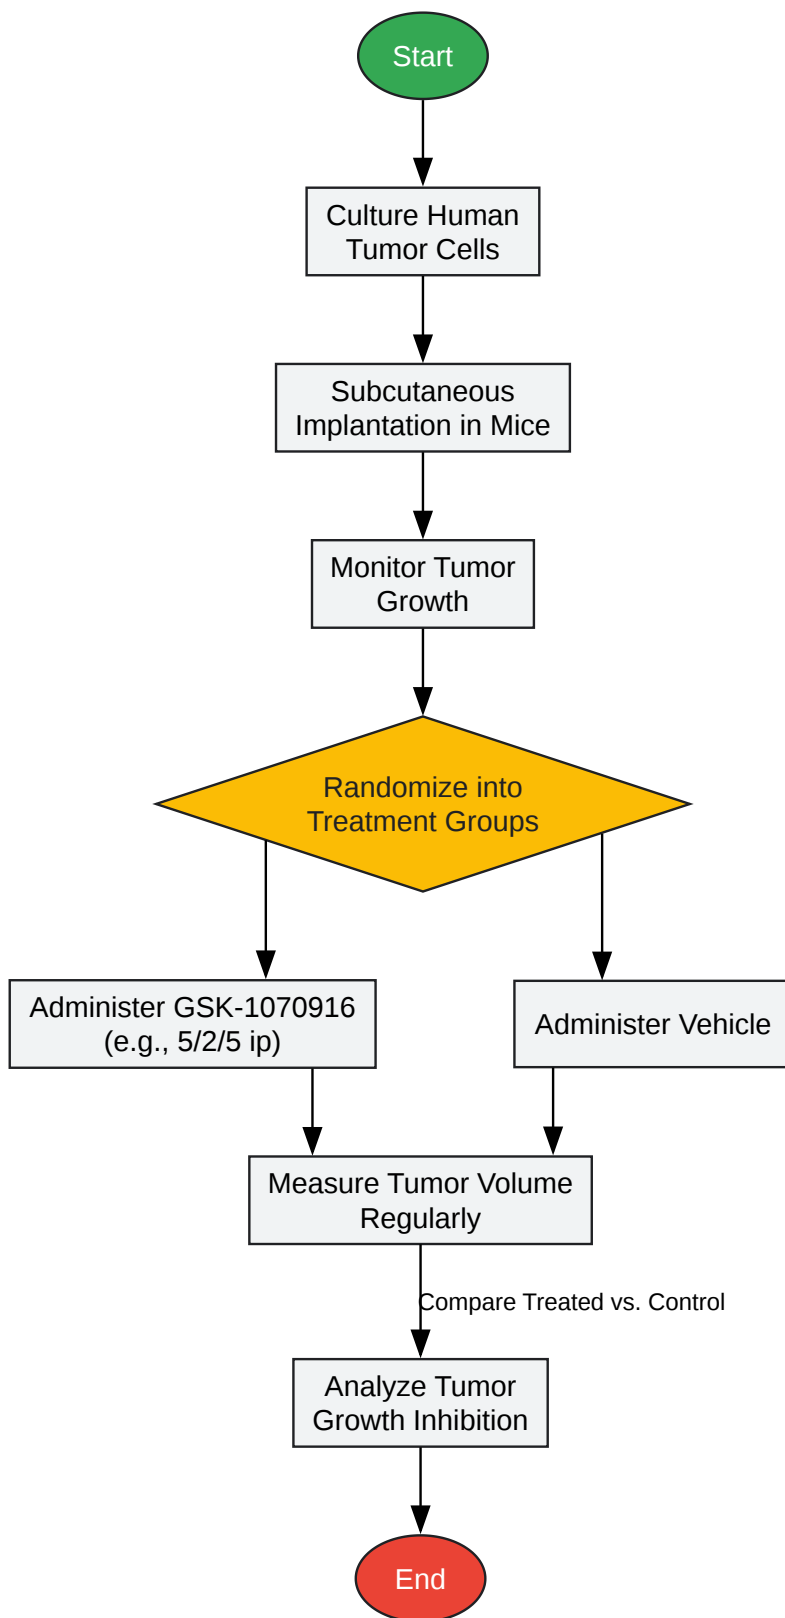 Start
Culture Human
Tumor Cells
Subcutaneous
Implantation in Mice
Monitor Tumor
Growth
Randomize into
Treatment Groups
Administer GSK-1070916
(e.g., 5/2/5 ip)
Administer Vehicle
Measure Tumor Volume
Regularly
Compare Treated vs. Control
Analyze Tumor
Growth Inhibition
End